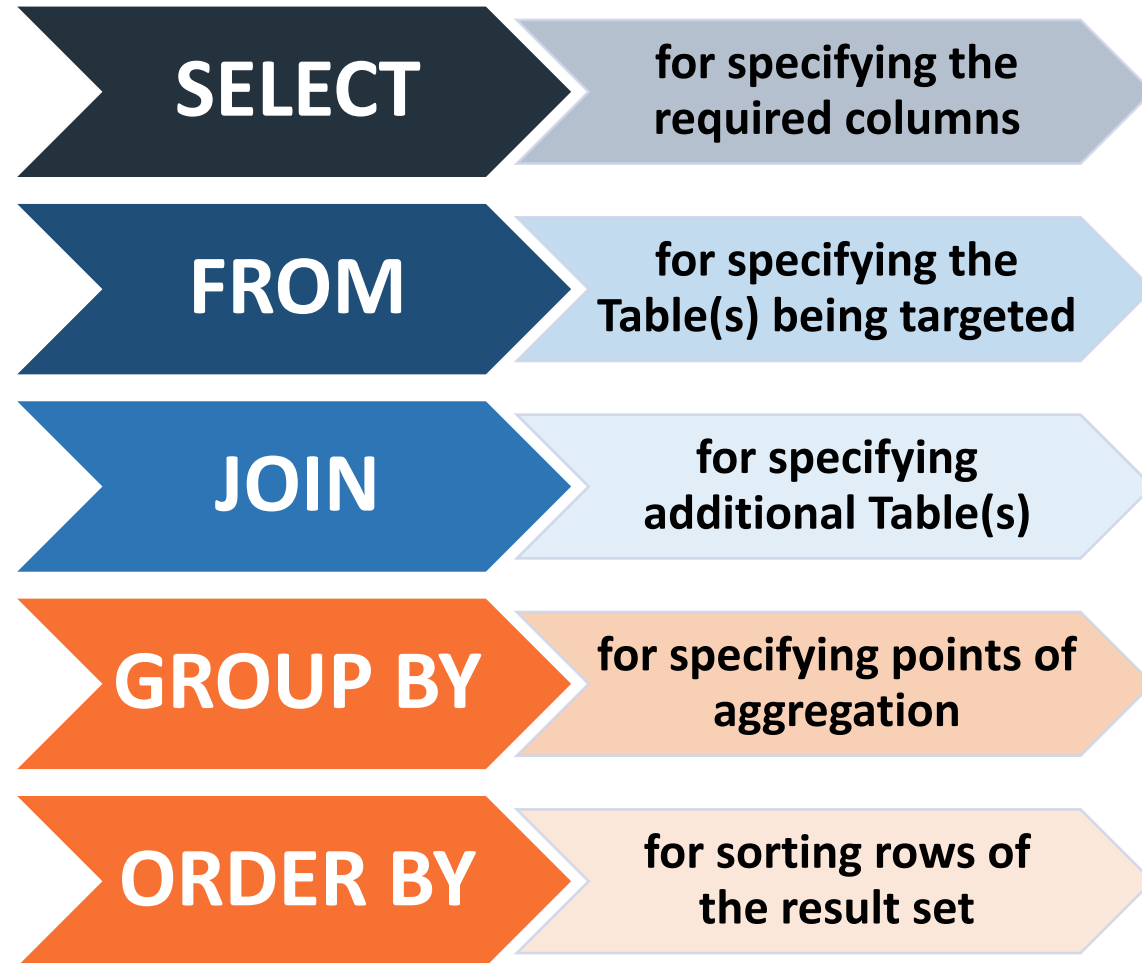 SELECT
for specifying the
required columns
FROM
for specifying the
Table(s) being targeted
JOIN
for specifying
additional Table(s)
GROUP BY
for specifying points of
aggregation
ORDER BY
for sorting rows of
the result set